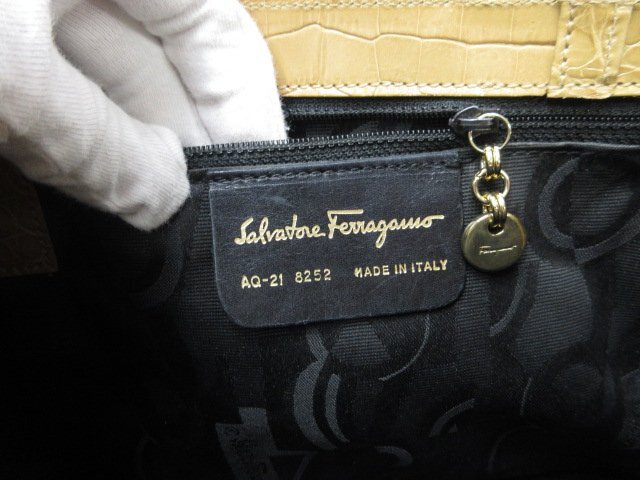 Salvatore Ferragamo
AQ-21 8252 MADE IN ITALY
Ferragamo